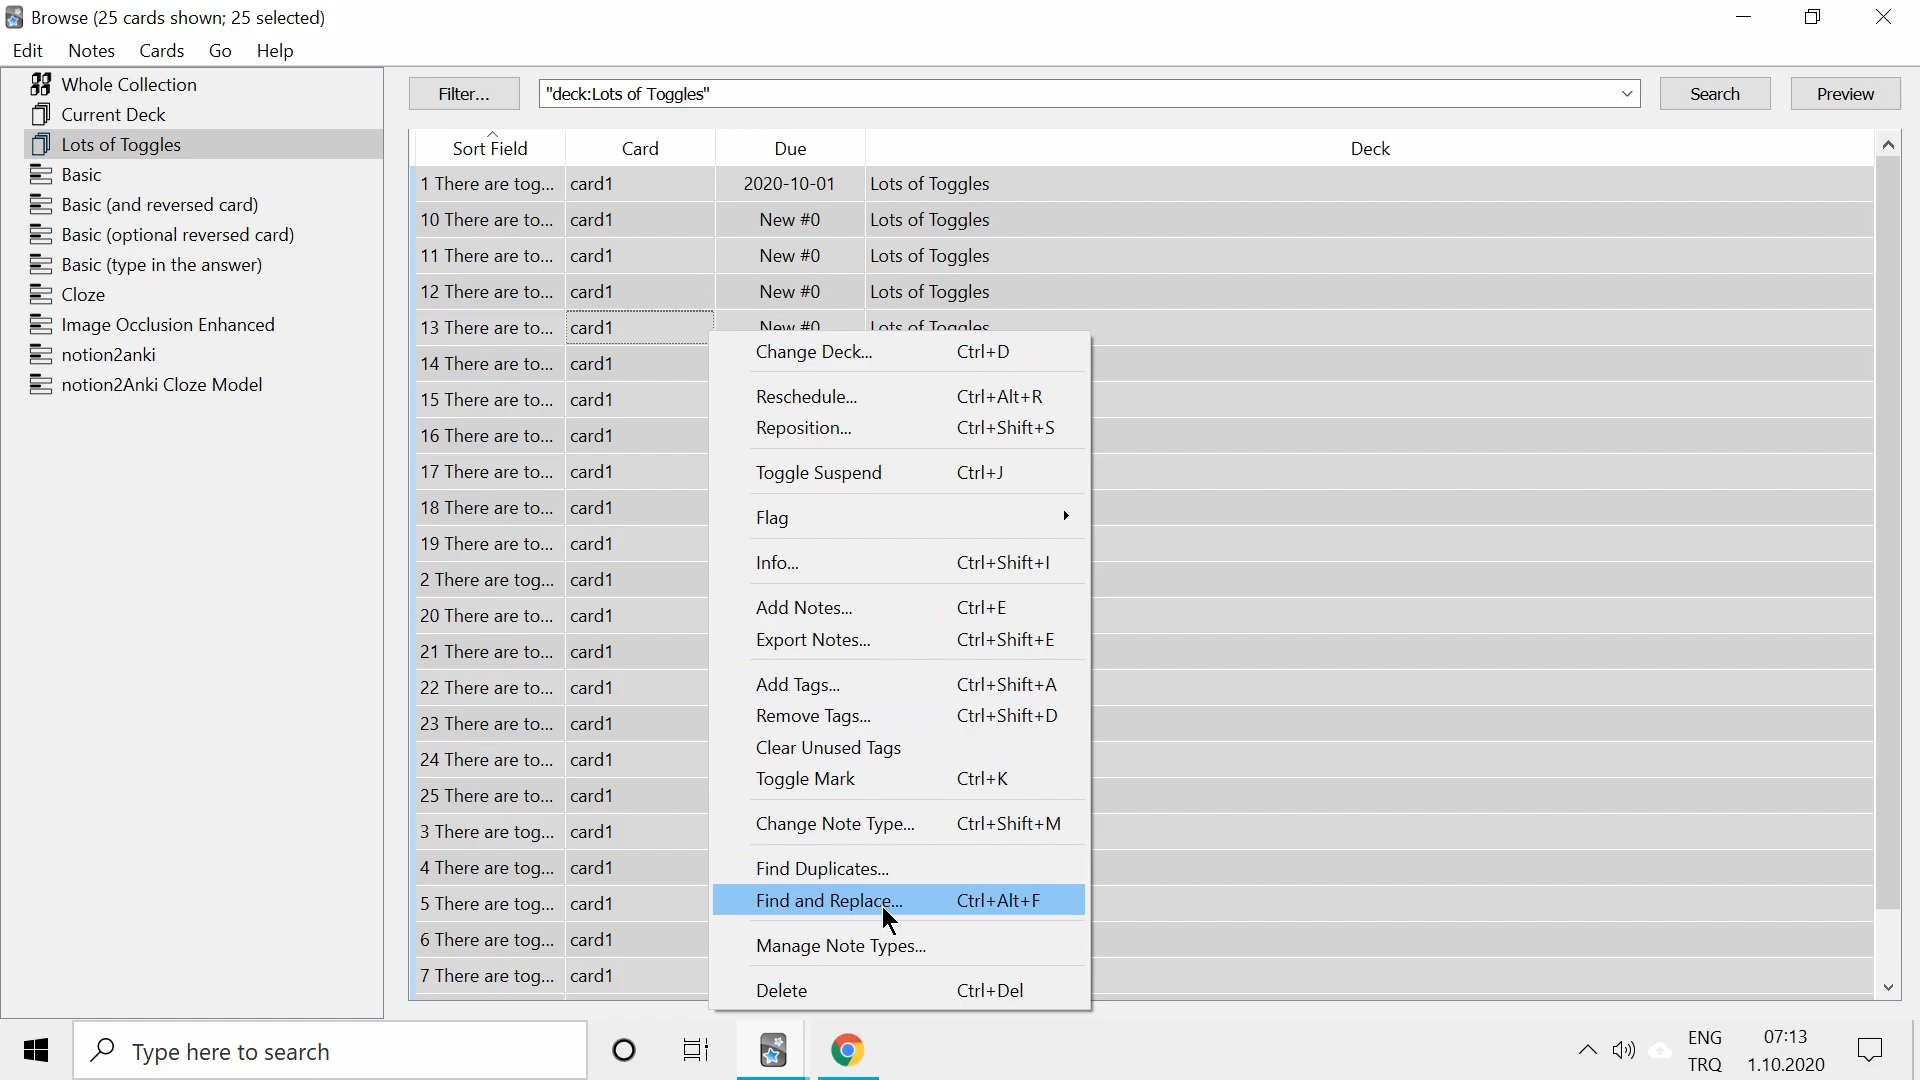 Browse (25 cards shown; 25 selected)
Edit Notes Cards Go Help
Whole Collection
Current Deck
Lots of Toggles
Basic
Basic (and reversed card)
Basic (optional reversed card)
Basic (type in the answer)
Cloze
Image Occlusion Enhanced
notion2anki
notion2Anki Cloze Model
Filter... "deck:Lots of Toggles" Search Preview
Sort Field Card Due Deck
1 There are tog... card1 2020-10-01 Lots of Toggles
10 There are to... card1 New #0 Lots of Toggles
11 There are to... card1 New #0 Lots of Toggles
12 There are to... card1 New #0 Lots of Toggles
13 There are to... card1 New #0 Lots of Toggles
14 There are to... card1
15 There are to... card1
16 There are to... card1
17 There are to... card1
18 There are to... card1
19 There are to... card1
2 There are tog... card1
20 There are to... card1
21 There are to... card1
22 There are to... card1
23 There are to... card1
24 There are to... card1
25 There are to... card1
3 There are tog... card1
4 There are tog... card1
5 There are tog... card1
6 There are tog... card1
7 There are tog... card1
Change Deck... Ctrl+D
Reschedule... Ctrl+Alt+R
Reposition... Ctrl+Shift+S
Toggle Suspend Ctrl+J
Flag
Info... Ctrl+Shift+I
Add Notes... Ctrl+E
Export Notes... Ctrl+Shift+E
Add Tags... Ctrl+Shift+A
Remove Tags... Ctrl+Shift+D
Clear Unused Tags
Toggle Mark Ctrl+K
Change Note Type... Ctrl+Shift+M
Find Duplicates...
Find and Replace... Ctrl+Alt+F
Manage Note Types...
Delete Ctrl+Del
Type here to search
ENG 07:13
TRQ 1.10.2020